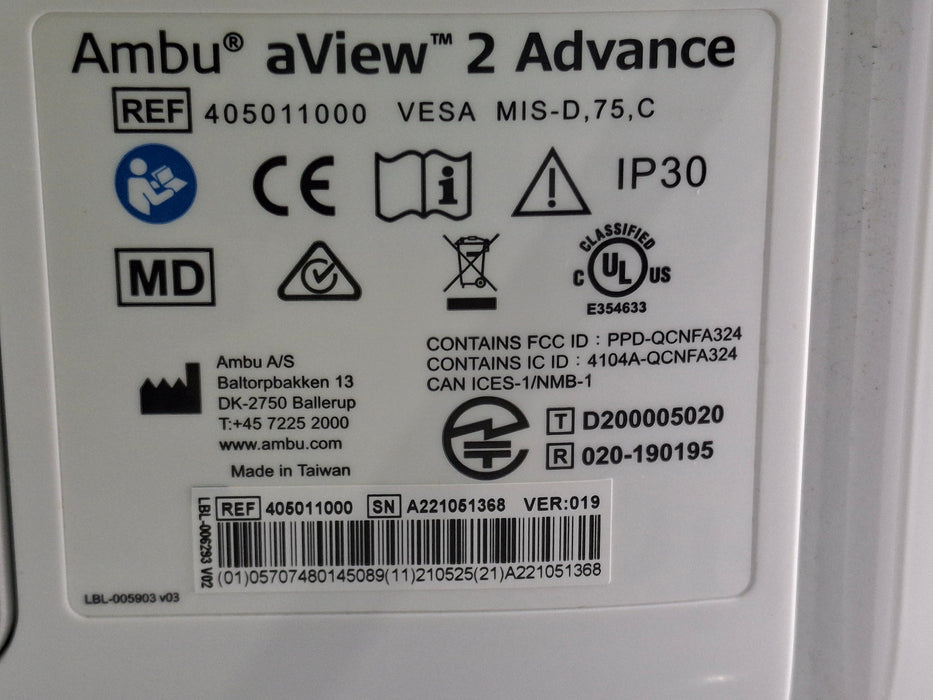 Ambu® aView™ 2 Advance
REF 405011000 VESA MIS-D,75,C
CE i ! IP30
MD CLASSIFIED C UL US
E354633
CONTAINS FCC ID : PPD-QCNFA324
CONTAINS IC ID : 4104A-QCNFA324
CAN ICES-1/NMB-1
Ambu A/S
Baltorpbakken 13
DK-2750 Ballerup
T:+45 7225 2000
www.ambu.com
Made in Taiwan
T D200005020
R 020-190195
LBL-006293 V02
REF 405011000 SN A221051368 VER:019
(01)05707480145089(11)210525(21)A221051368
LBL-005903 v03